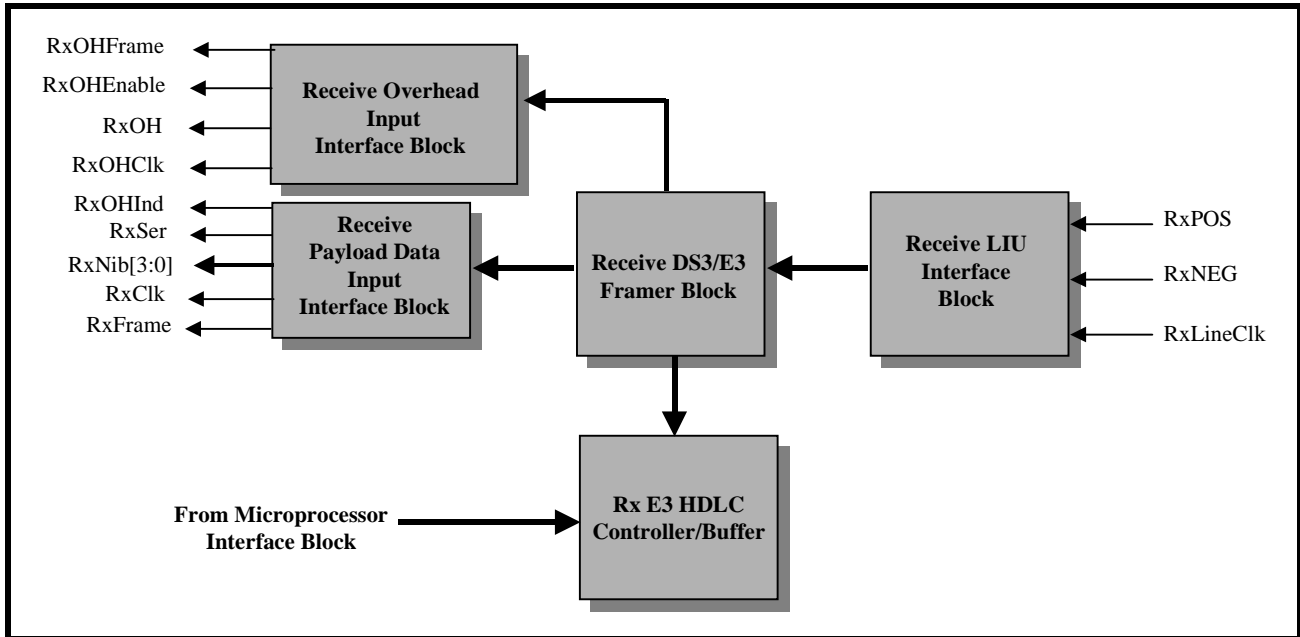 RxOHFrame
RxOHEnable
RxOH
RxOHClk
Receive Overhead
Input
Interface Block
RxOHInd
RxSer
RxNib[3:0]
RxClk
RxFrame
Receive
Payload Data
Input
Interface Block
Receive DS3/E3
Framer Block
Receive LIU
Interface
Block
RxPOS
RxNEG
RxLineClk
From Microprocessor
Interface Block
Rx E3 HDLC
Controller/Buffer